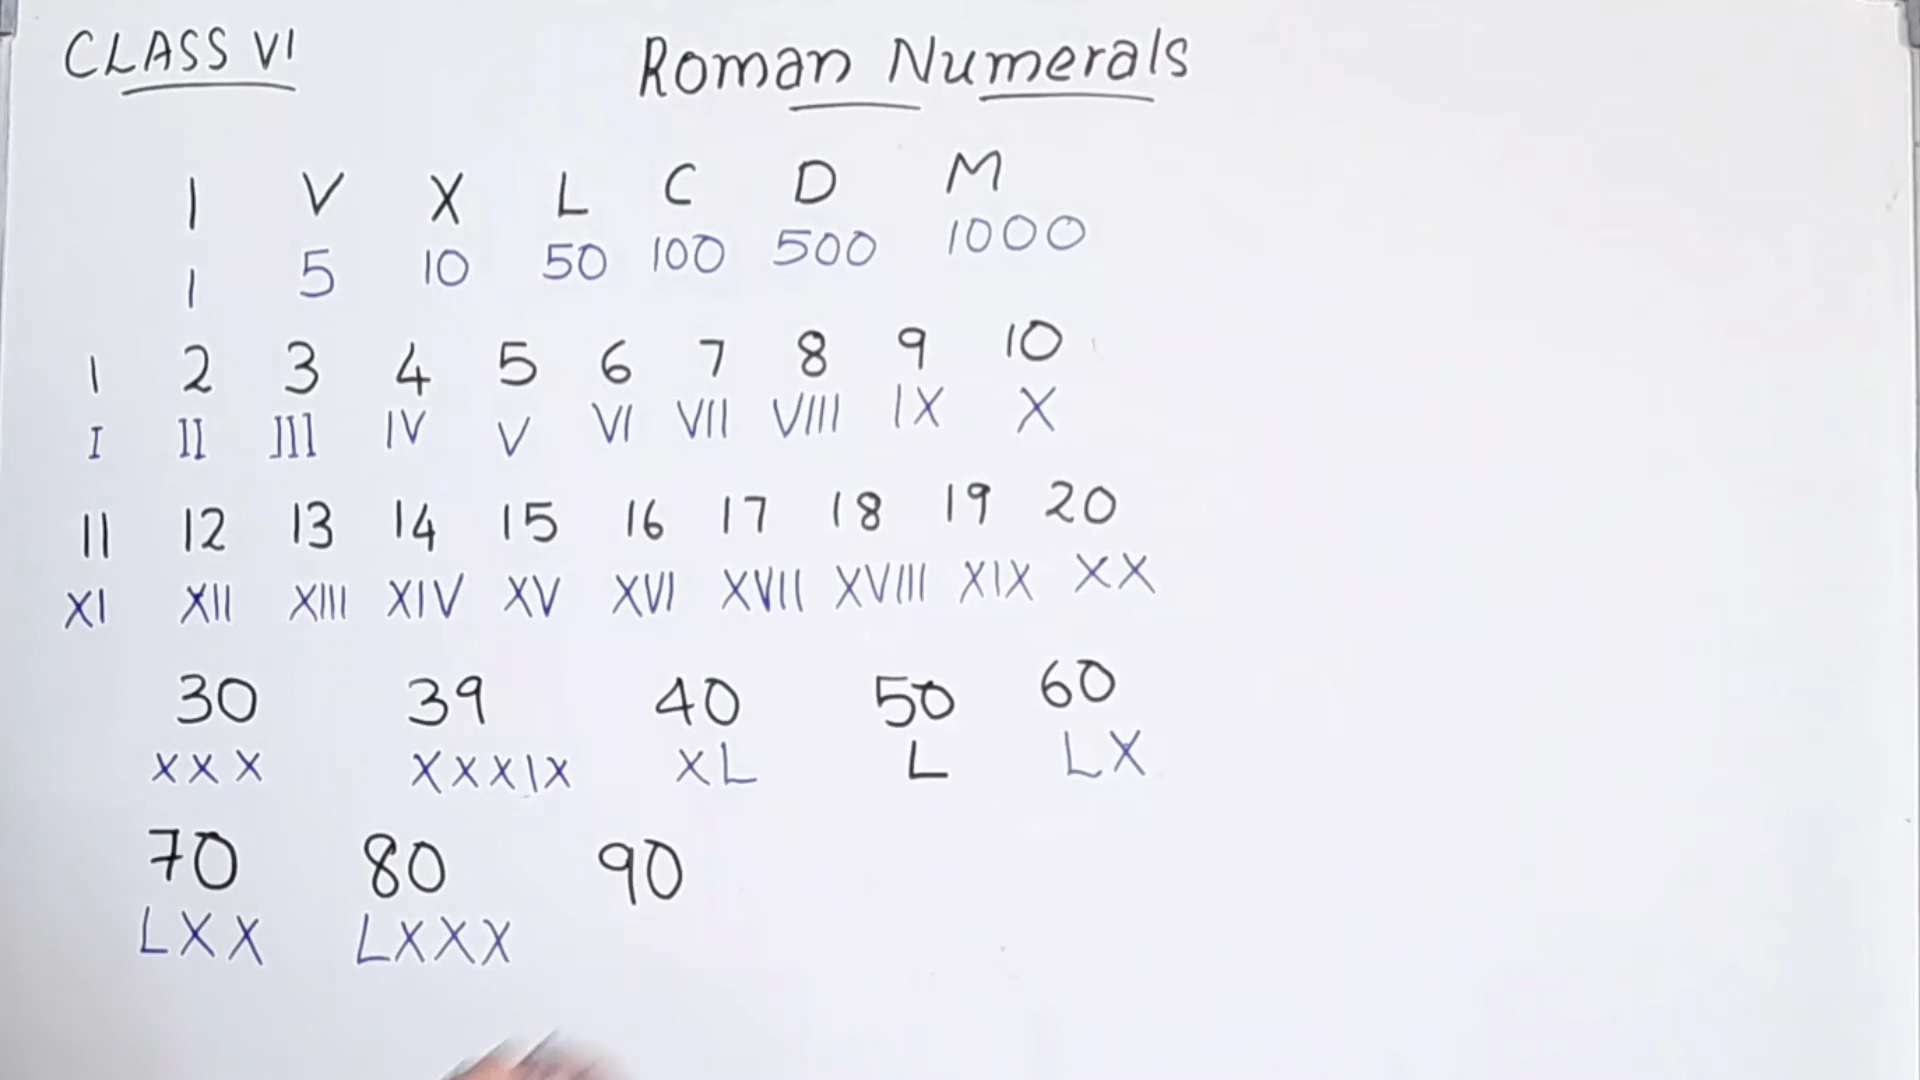 CLASS VI Roman Numerals
I V X L C D M
1 5 10 50 100 500 1000
1 2 3 4 5 6 7 8 9 10
I II III IV V VI VII VIII IX X
11 12 13 14 15 16 17 18 19 20
XI XII XIII XIV XV XVI XVII XVIII XIX XX
30 39 40 50 60
XXX XXXIX XL L LX
70 80 90
LXX LXXX